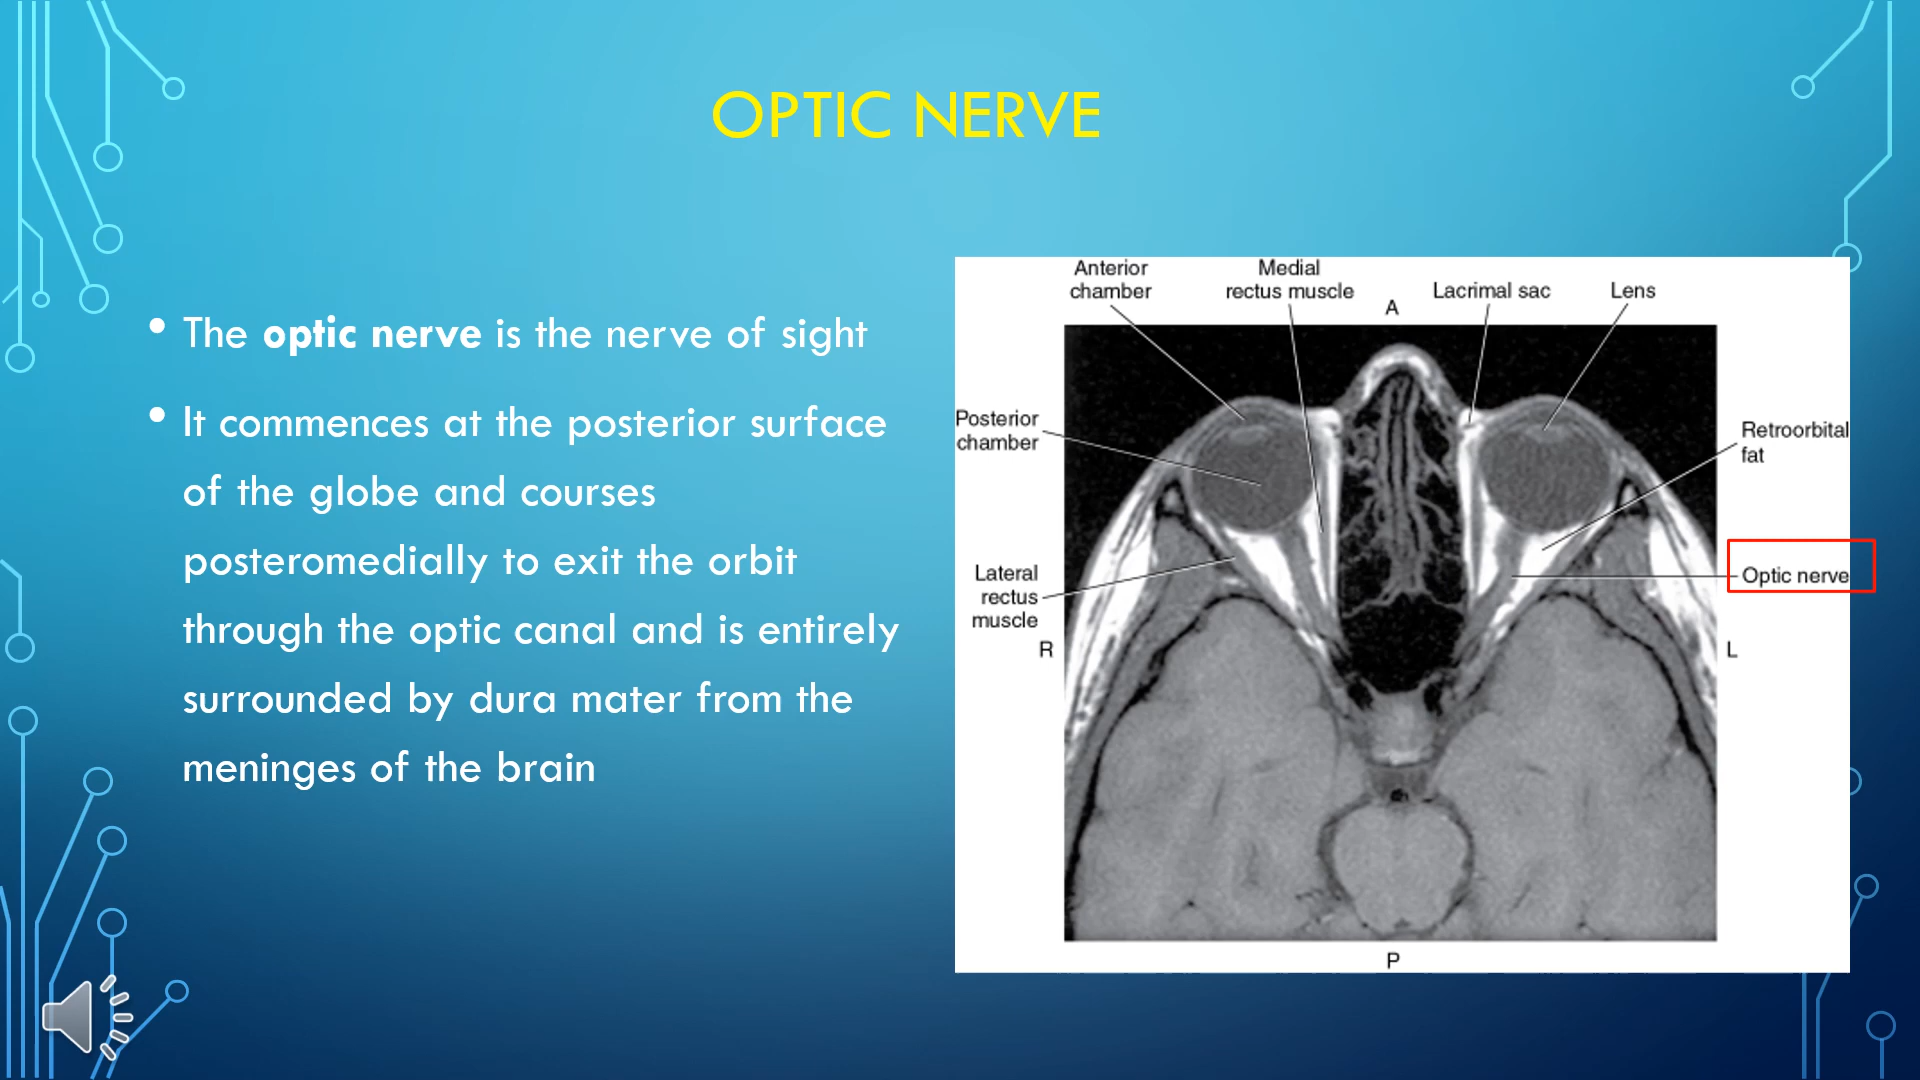 OPTIC NERVE
• The optic nerve is the nerve of sight
• It commences at the posterior surface
of the globe and courses
posteromedially to exit the orbit
through the optic canal and is entirely
surrounded by dura mater from the
meninges of the brain
Anterior
chamber
Medial
rectus muscle
A
Lacrimal sac
Lens
Posterior
chamber
Retroorbital
fat
Lateral
rectus
muscle
Optic nerve
R
L
P